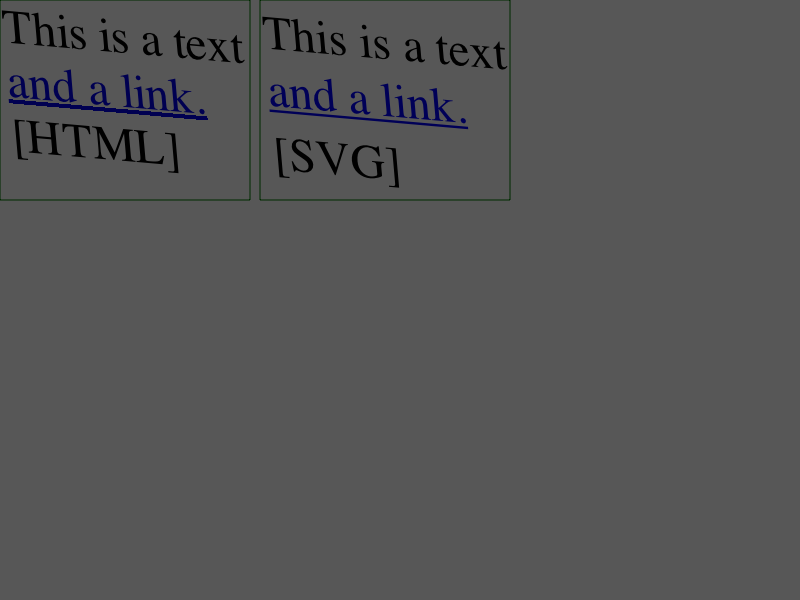 This is a text
and a link.
[HTML]
This is a text
and a link.
[SVG]